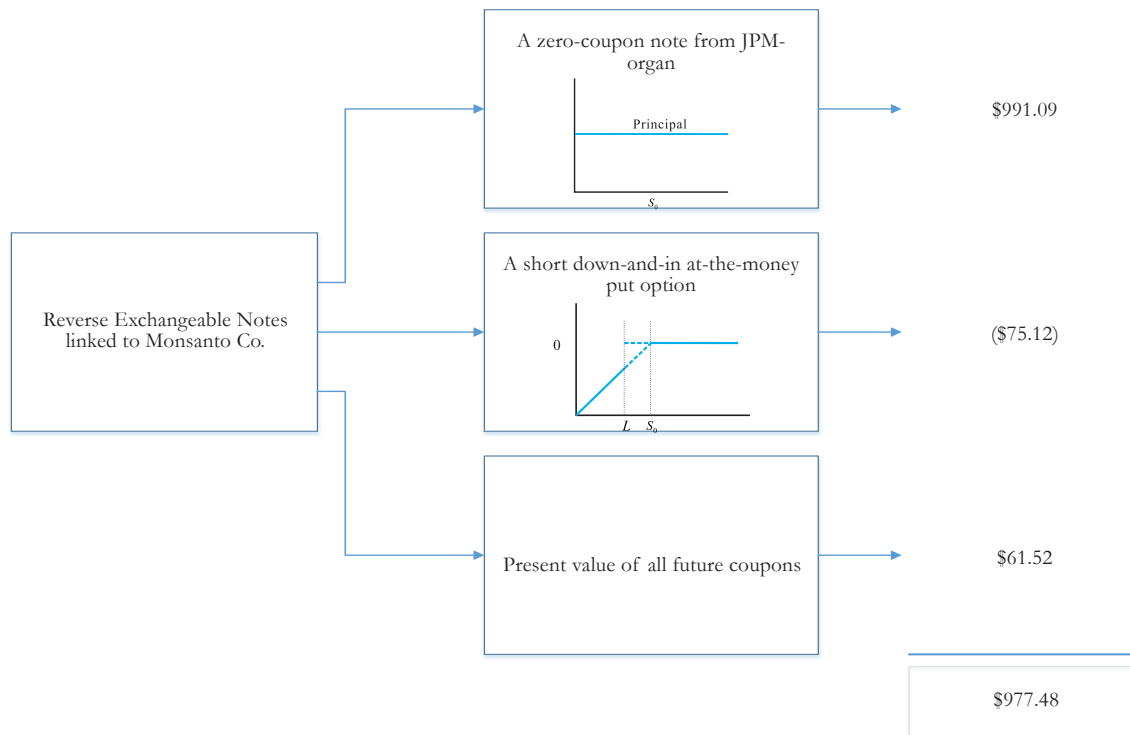 A zero-coupon note from JPM-
organ
Principal
S₀
$991.09
Reverse Exchangeable Notes
linked to Monsanto Co.
A short down-and-in at-the-money
put option
0
L S₀
($75.12)
Present value of all future coupons
$61.52
$977.48